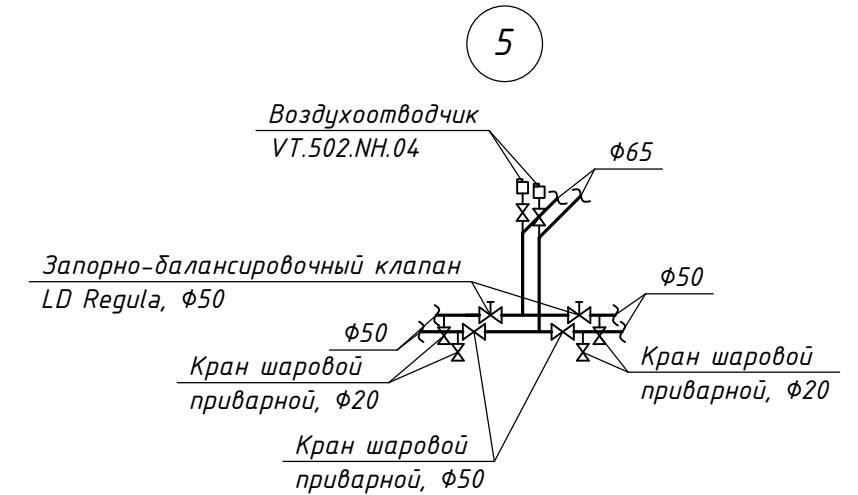 5
Воздухоотводчик
VT.502.NH.04
Ф65
Запорно-балансировочный клапан
LD Regula, Ф50
Ф50
Ф50
Кран шаровой
приварной, Ф20
Кран шаровой
приварной, Ф20
Кран шаровой
приварной, Ф50